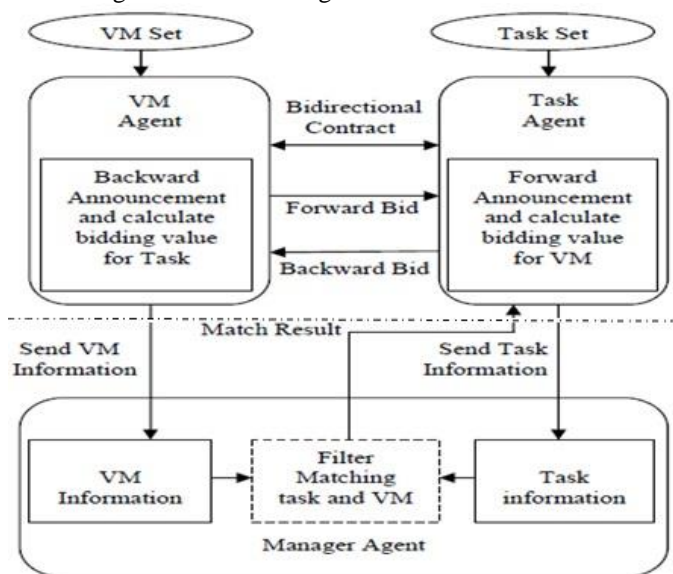 VM Set
Task Set
VM
Agent
Bidirectional
Contract
Task
Agent
Backward
Announcement
and calculate
bidding value
for Task
Forward Bid
Backward Bid
Forward
Announcement
and calculate
bidding value
for VM
Match Result
Send VM
Information
Send Task
Information
VM
Information
Filter
Matching
task and VM
Task
information
Manager Agent